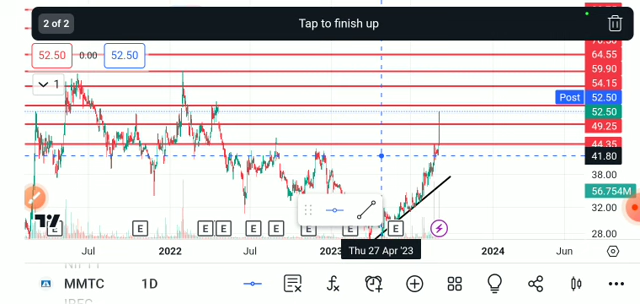 2 of 2
Tap to finish up
52.50 0.00 52.50
64.55
59.90
54.15
Post 52.50
52.50
49.25
44.35
41.80
38.00
56.754M
32.00
28.00
1
E E E E E E E E
Jul 2022 Jul 2023 Thu 27 Apr '23 2024 Jun
MMTC 1D